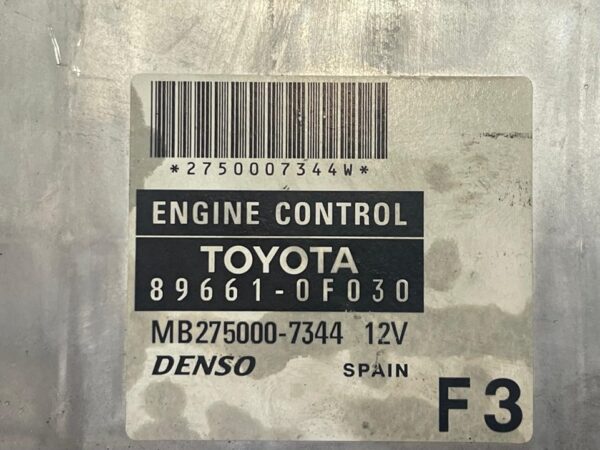 *2750007344W*
ENGINE CONTROL
TOYOTA
89661-0F030
MB275000-7344 12V
DENSO SPAIN
F3